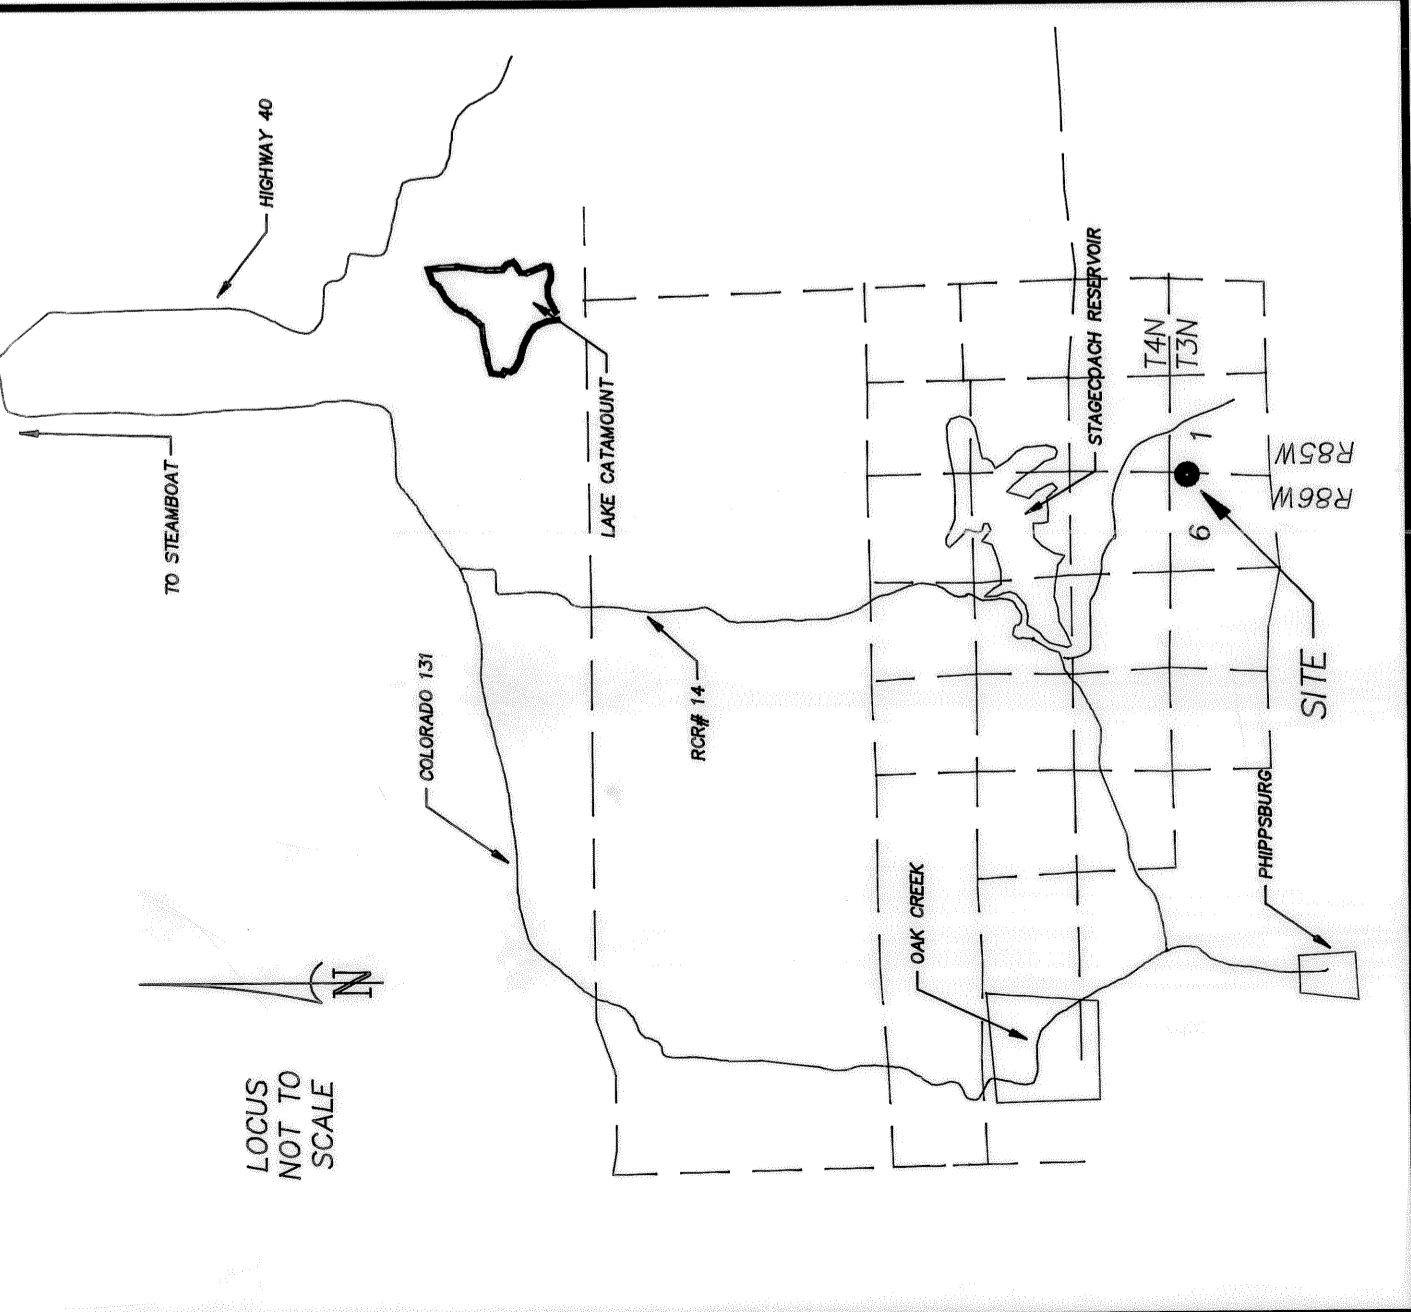 HIGHWAY 40
TO STEAMBOAT
LAKE CATAMOUNT
STAGECOACH RESERVOIR
T4N
T3N
1
6
R85W
R86W
SITE
RCR# 14
COLORADO 131
OAK CREEK
PHIPPSBURG
N
LOCUS
NOT TO
SCALE